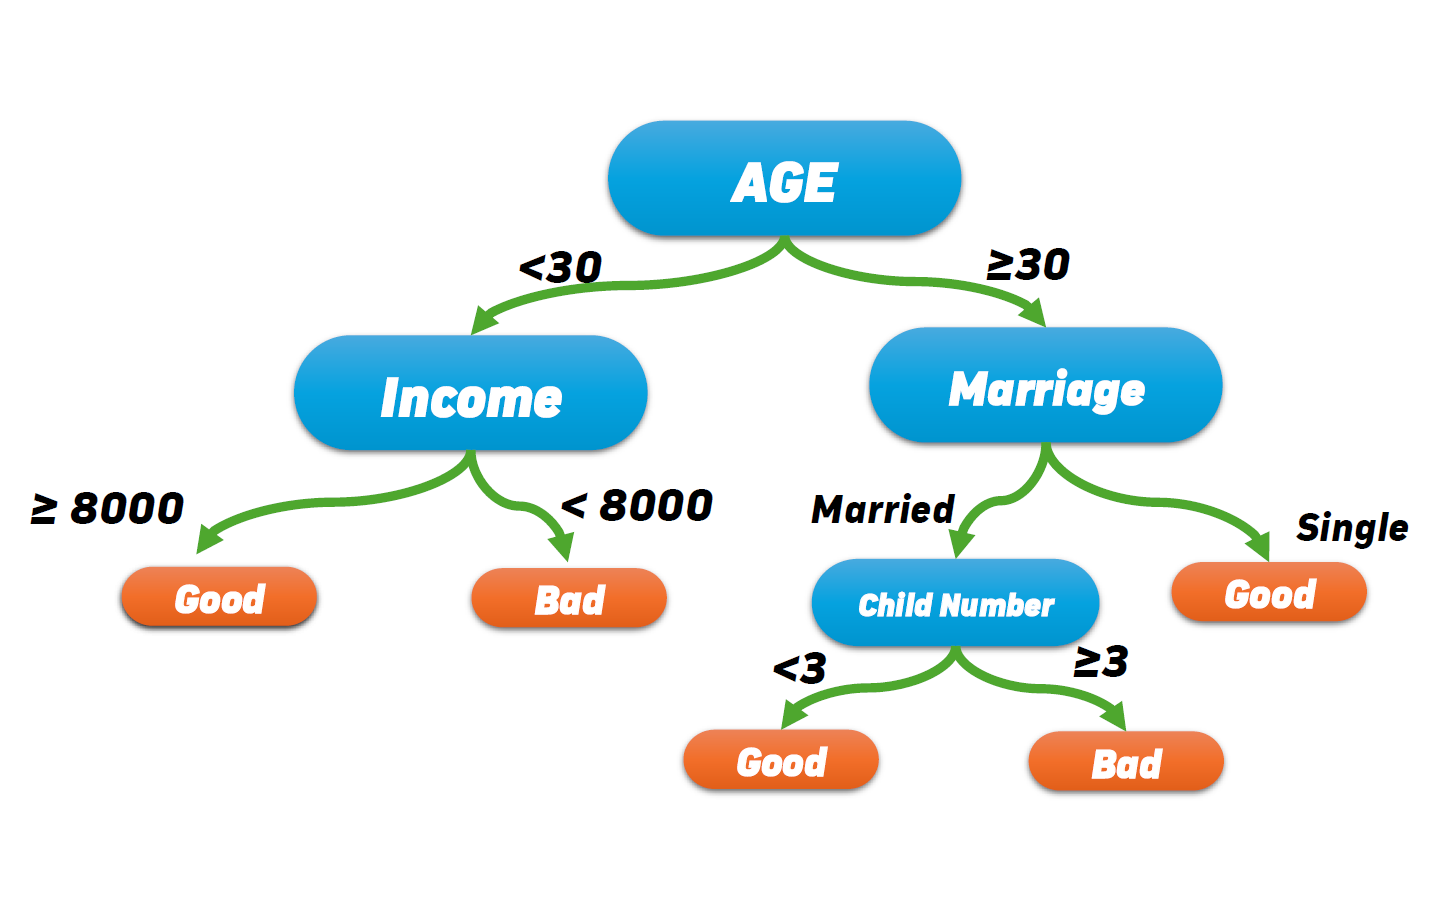 AGE
<30
≥30
Income
Marriage
≥ 8000
< 8000
Married
Single
Good
Bad
Child Number
Good
<3
≥3
Good
Bad